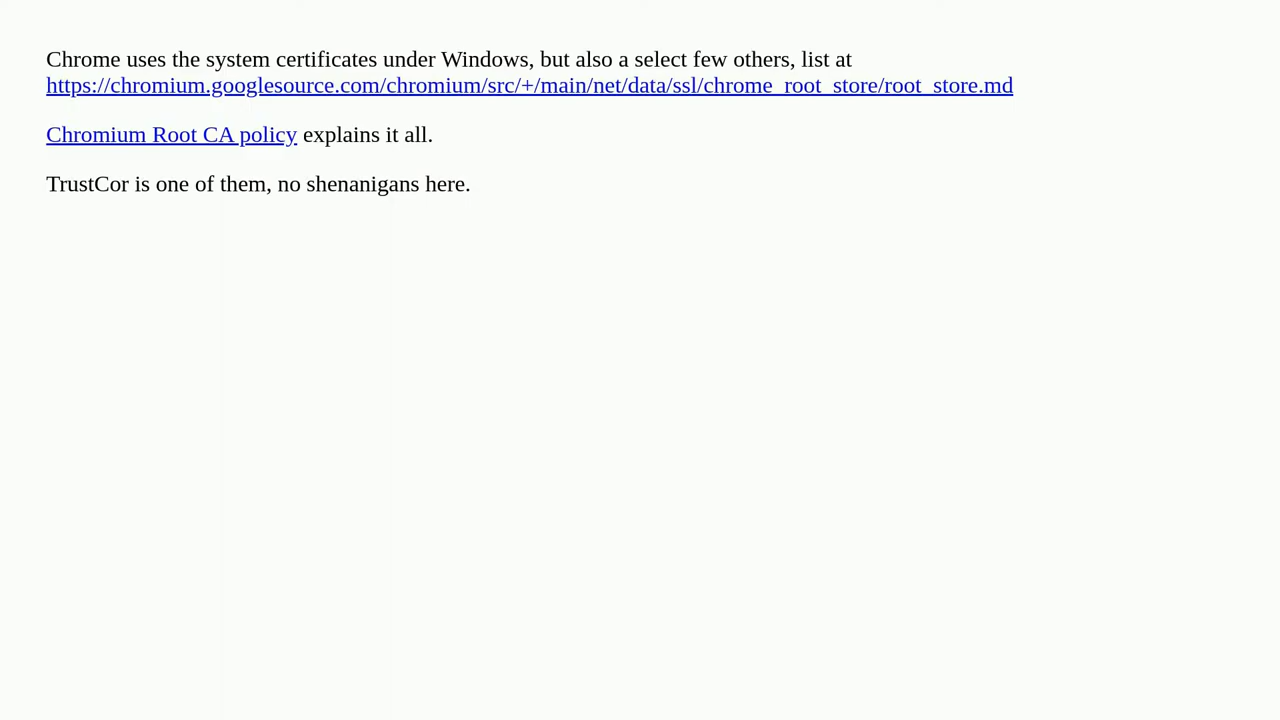 Chrome uses the system certificates under Windows, but also a select few others, list at
https://chromium.googlesource.com/chromium/src/+/main/net/data/ssl/chrome_root_store/root_store.md
Chromium Root CA policy explains it all.
TrustCor is one of them, no shenanigans here.